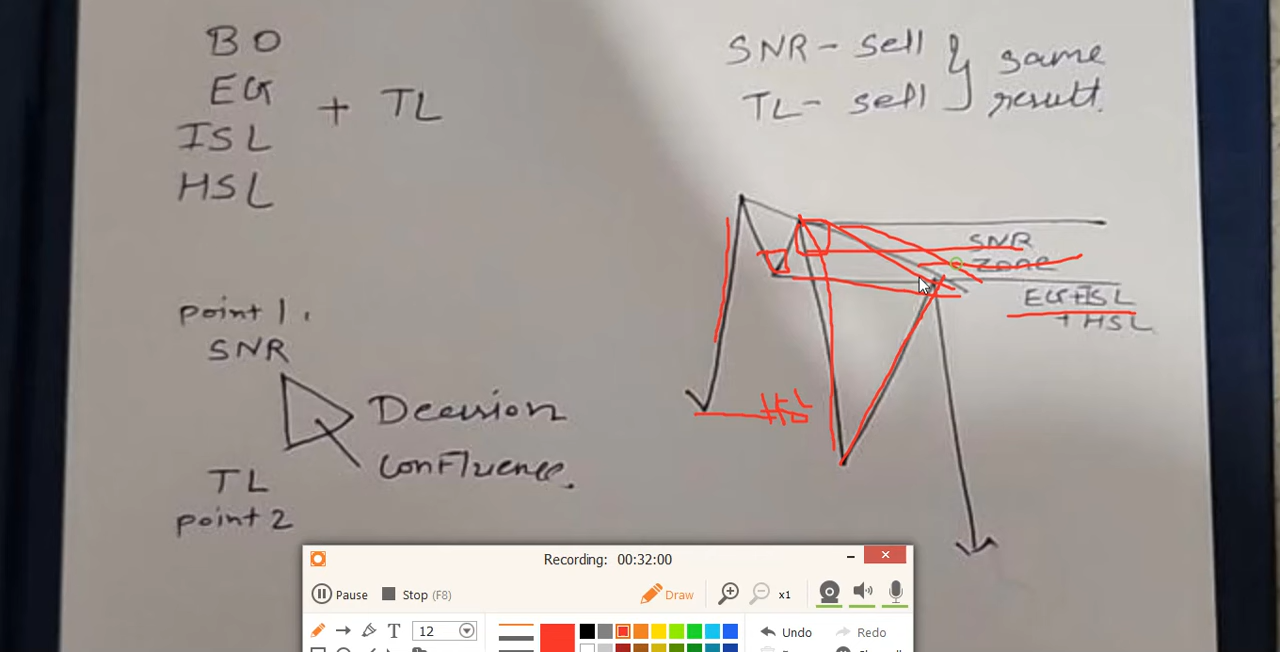 BO
EG
ISL
HSL
+ TL
SNR - sell
TL - sell
} same
result.
SNR
ZONE
EG+ISL
+ HSL
point 1.
SNR
Decision
Confluence.
TL
point 2
Recording: 00:32:00
Pause
Stop (F8)
Draw
x1
T
12
Undo
Redo